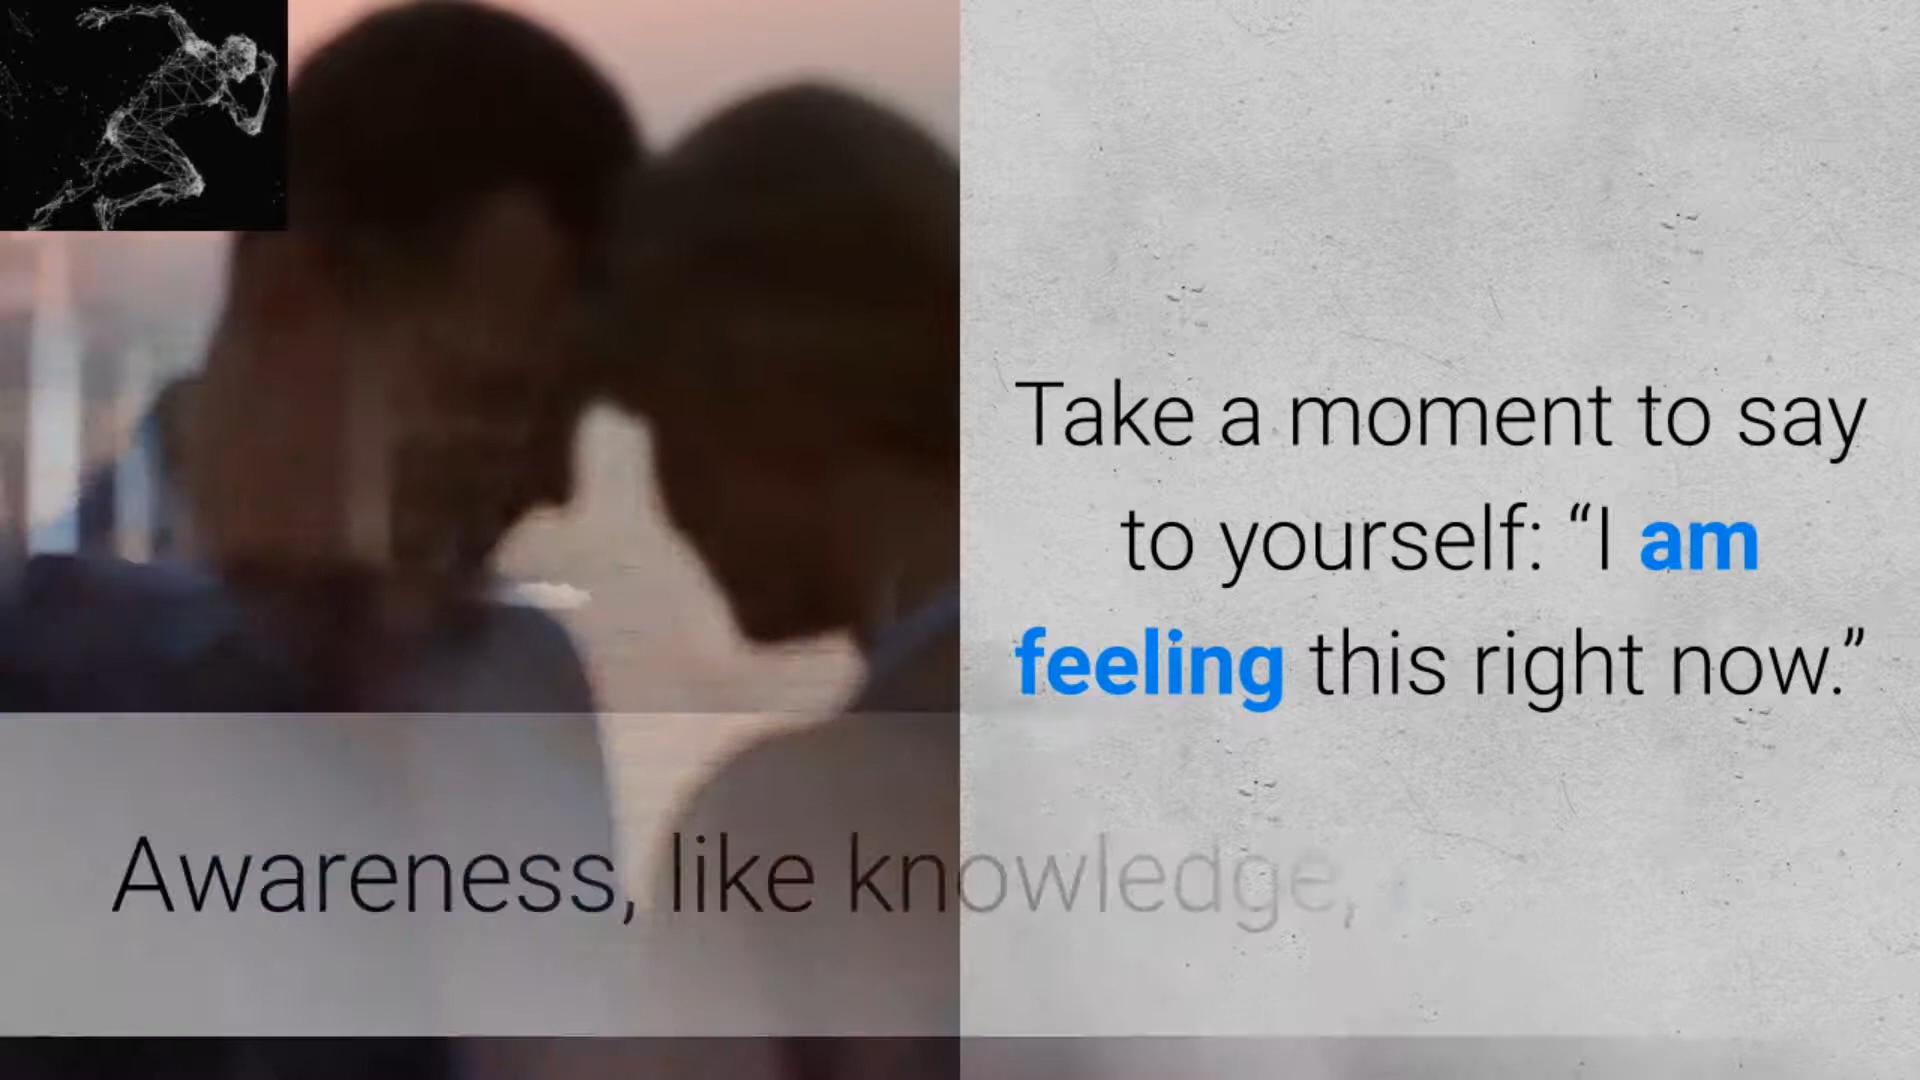 Take a moment to say
to yourself: “I am
feeling this right now.”
Awareness, like knowledge,